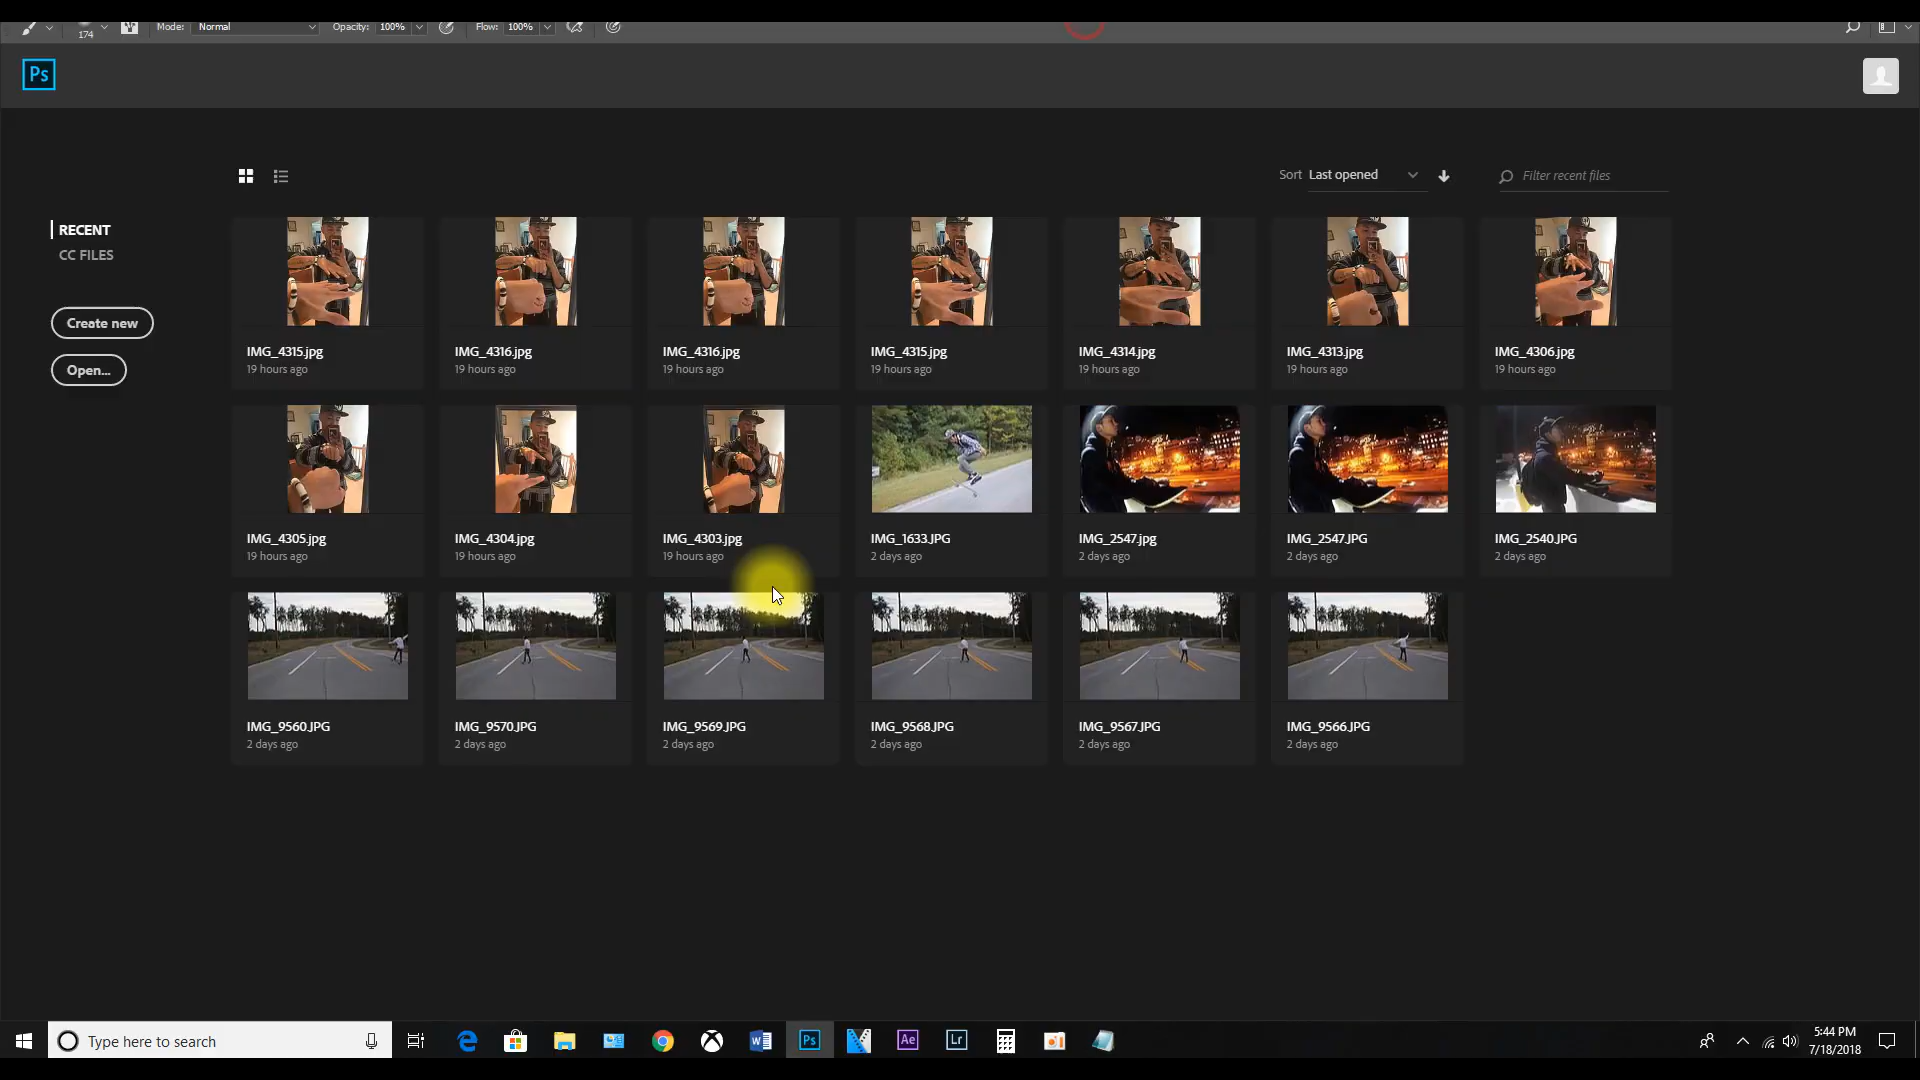 174 Mode: Normal Opacity: 100% Flow: 100%
Ps
Sort Last opened Filter recent files
RECENT
CC FILES
Create new
Open...
IMG_4315.jpg IMG_4316.jpg IMG_4316.jpg IMG_4315.jpg IMG_4314.jpg IMG_4313.jpg IMG_4306.jpg
19 hours ago 19 hours ago 19 hours ago 19 hours ago 19 hours ago 19 hours ago 19 hours ago
IMG_4305.jpg IMG_4304.jpg IMG_4303.jpg IMG_1633.JPG IMG_2547.jpg IMG_2547.JPG IMG_2540.JPG
19 hours ago 19 hours ago 19 hours ago 2 days ago 2 days ago 2 days ago 2 days ago
IMG_9560.JPG IMG_9570.JPG IMG_9569.JPG IMG_9568.JPG IMG_9567.JPG IMG_9566.JPG
2 days ago 2 days ago 2 days ago 2 days ago 2 days ago 2 days ago
Type here to search Ps Ae Lr 5:44 PM
7/18/2018